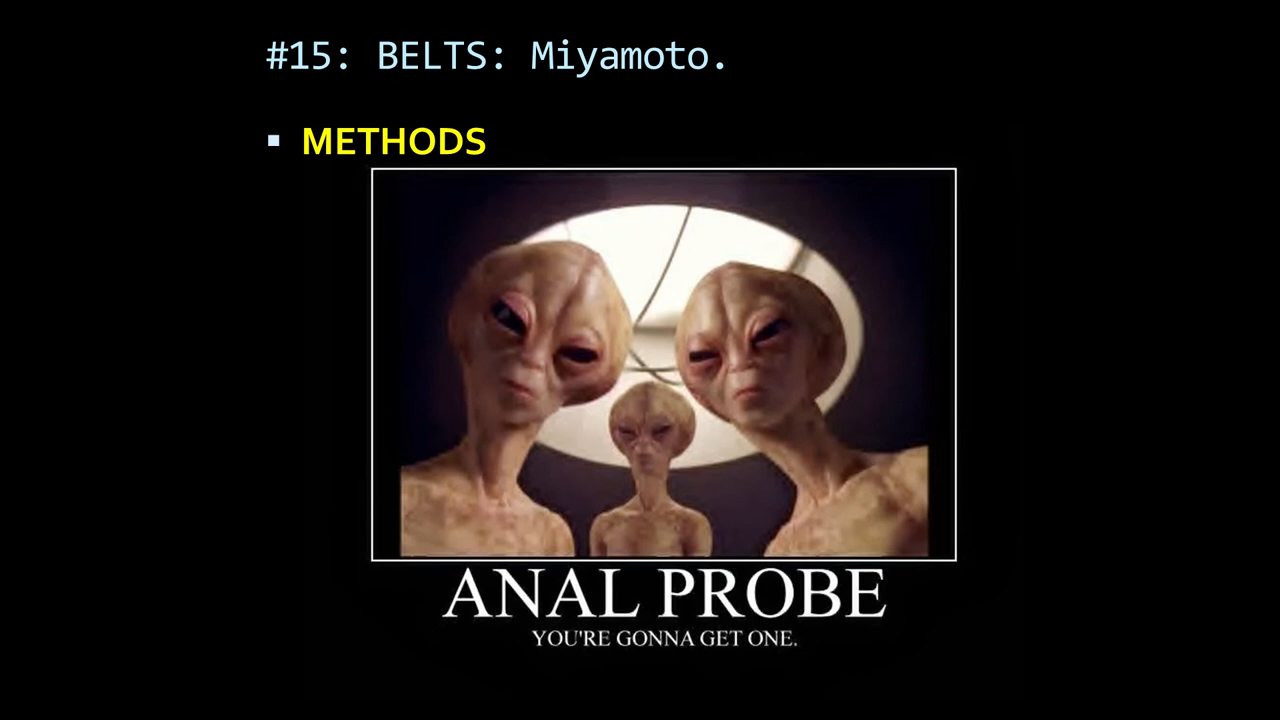 #15: BELTS: Miyamoto.
▪ METHODS
ANAL PROBE
YOU'RE GONNA GET ONE.